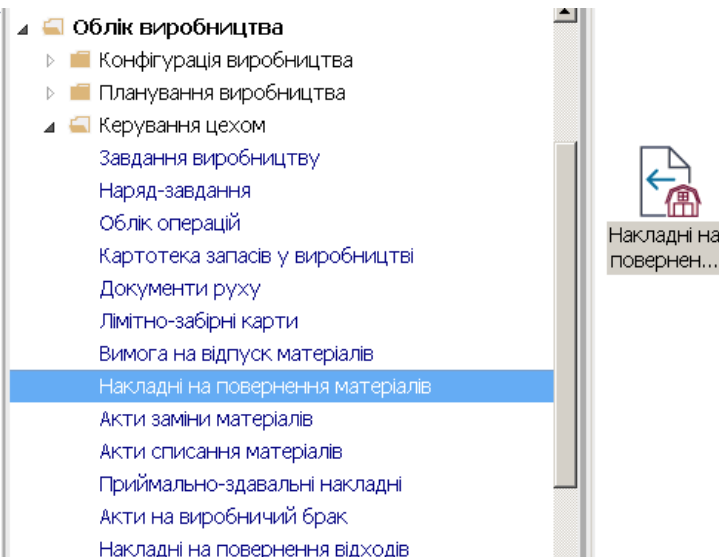 Облік виробництва
Конфігурація виробництва
Планування виробництва
Керування цехом
Завдання виробництву
Наряд-завдання
Облік операцій
Картотека запасів у виробництві
Документи руху
Лімітно-забірні карти
Вимога на відпуск матеріалів
Накладні на повернення матеріалів
Акти заміни матеріалів
Акти списання матеріалів
Приймально-здавальні накладні
Акти на виробничий брак
Накладні на повернення відходів
Накладні на
повернен...